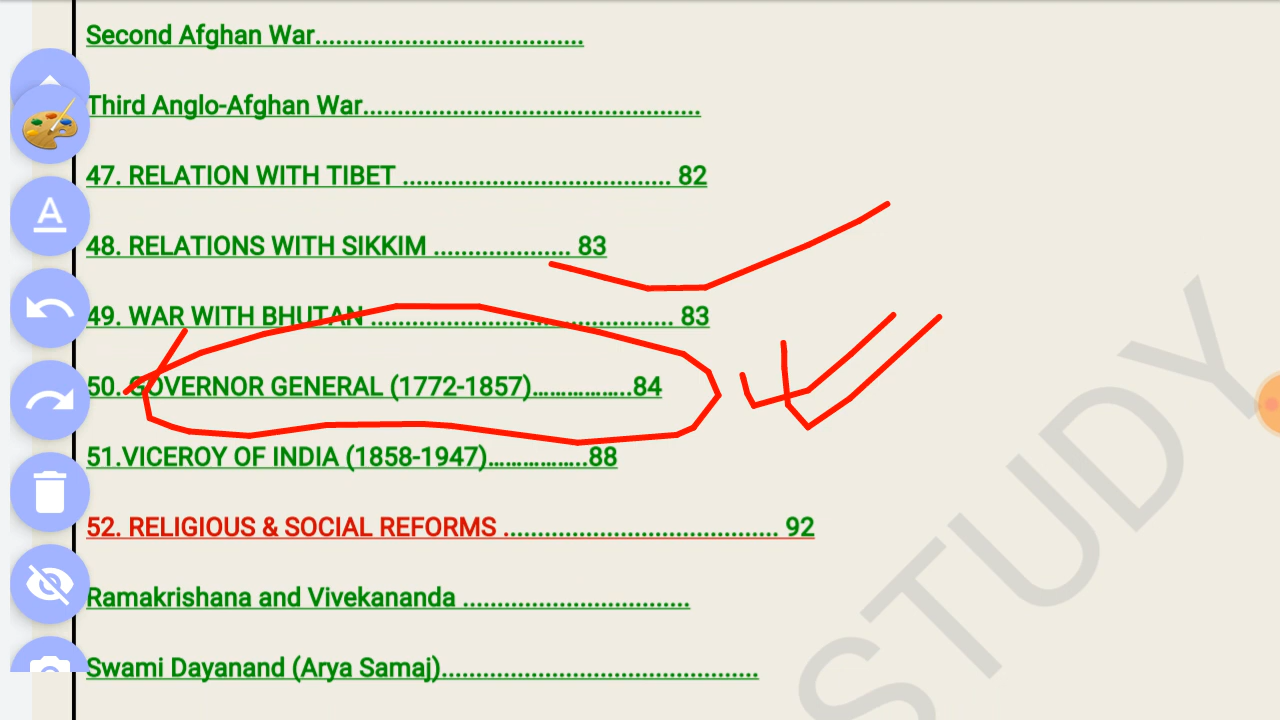 Second Afghan War.......................................
Third Anglo-Afghan War.................................................
47. RELATION WITH TIBET ....................................... 82
48. RELATIONS WITH SIKKIM .................... 83
49. WAR WITH BHUTAN ............................................ 83
50. GOVERNOR GENERAL (1772-1857)……………..84
51.VICEROY OF INDIA (1858-1947)……………..88
52. RELIGIOUS & SOCIAL REFORMS ........................................ 92
Ramakrishana and Vivekananda .................................
Swami Dayanand (Arya Samaj)..............................................
STUDY
A